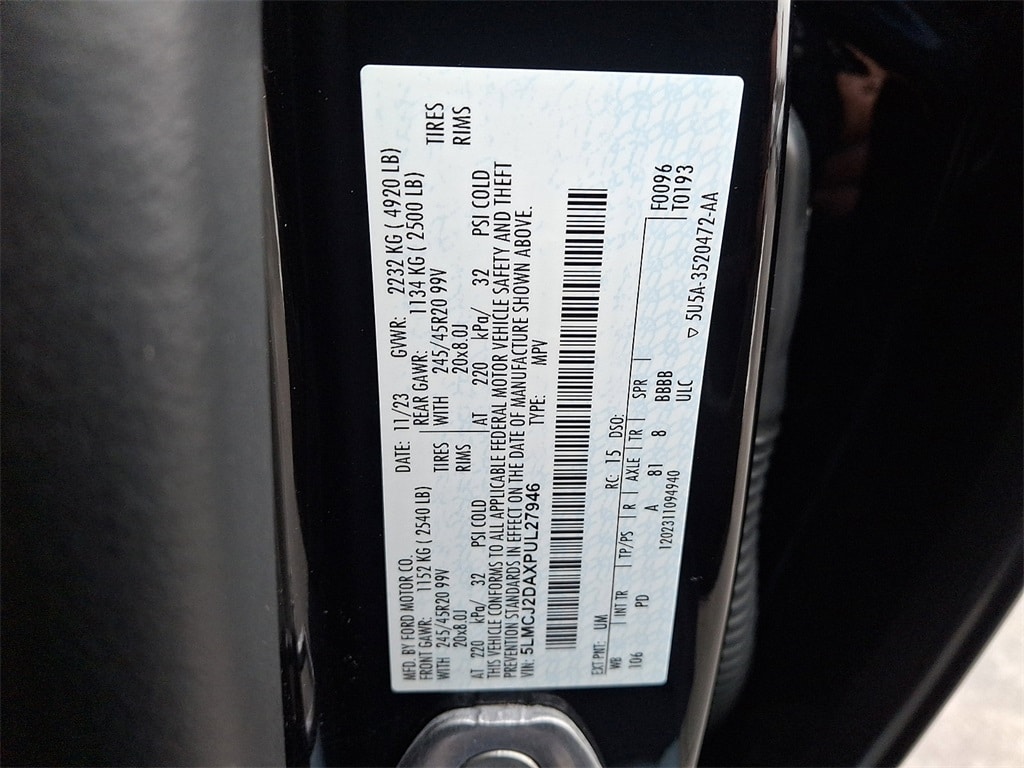 MFD. BY FORD MOTOR CO.
DATE: 11/23 GVWR: 2232 KG ( 4920 LB)
FRONT GAWR: 1152 KG ( 2540 LB) REAR GAWR: 1134 KG ( 2500 LB)
WITH 245/45R20 99V TIRES WITH 245/45R20 99V TIRES
20x8.0J RIMS 20x8.0J RIMS
AT 220 kPa/ 32 PSI COLD AT 220 kPa/ 32 PSI COLD
THIS VEHICLE CONFORMS TO ALL APPLICABLE FEDERAL MOTOR VEHICLE SAFETY AND THEFT
PREVENTION STANDARDS IN EFFECT ON THE DATE OF MANUFACTURE SHOWN ABOVE.
VIN: 5LMCJ2DAXPUL27946 TYPE: MPV
EXT PNT: UM RC: 15 DSO: F0096
WB INT TR TP/PS R AXLE TR SPR T0193
106 PD A 81 8 BBBB
1202311094940 ULC
5U5A-3520472-AA